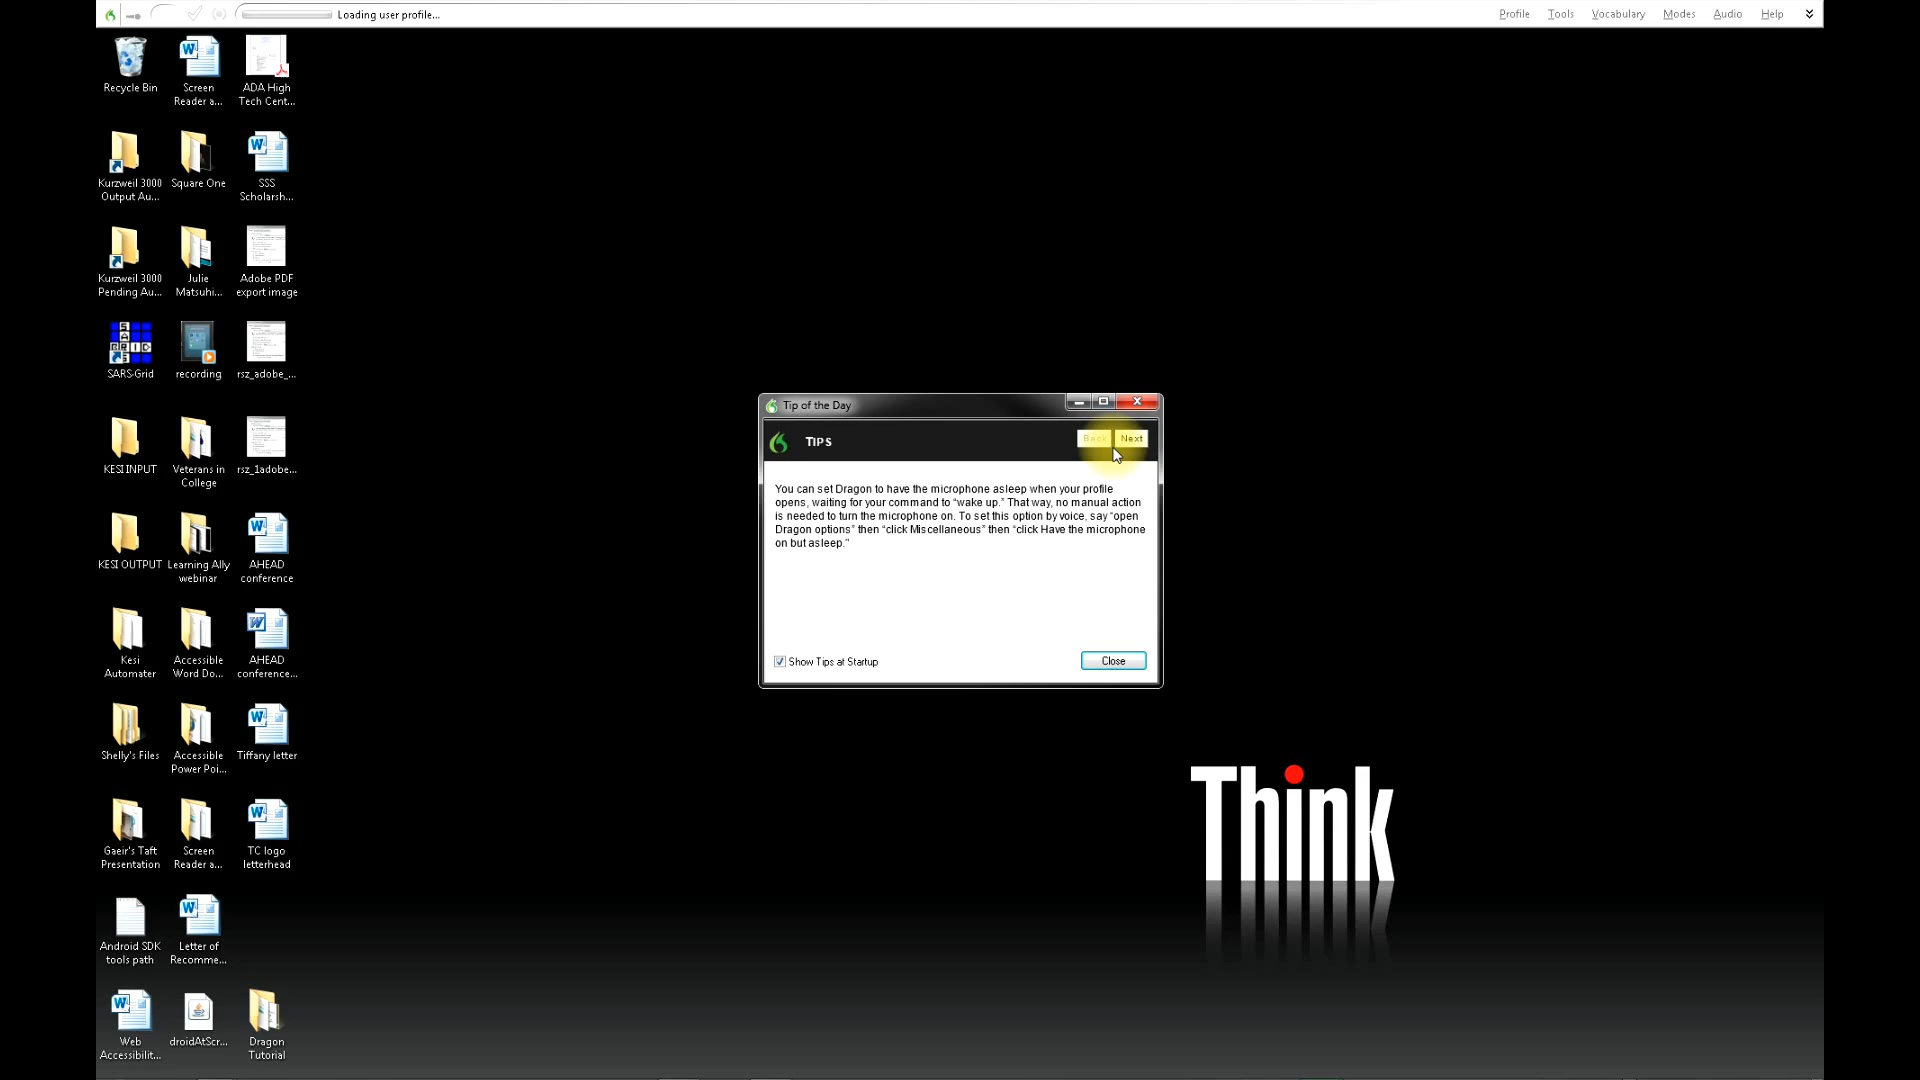 Loading user profile...
Profile Tools Vocabulary Modes Audio Help
Recycle Bin
Screen
Reader a...
ADA High
Tech Cent...
Kurzweil 3000
Output Au...
Square One
SSS
Scholarsh...
Kurzweil 3000
Pending Au...
Julie
Matsuhi...
Adobe PDF
export image
SARS-Grid
recording
rsz_adobe_...
KESI INPUT
Veterans in
College
rsz_1adobe...
KESI OUTPUT
Learning Ally
webinar
AHEAD
conference
Kesi
Automater
Accessible
Word Do...
AHEAD
conference...
Shelly's Files
Accessible
Power Poi...
Tiffany letter
Gaeir's Taft
Presentation
Screen
Reader a...
TC logo
letterhead
Android SDK
tools path
Letter of
Recomme...
Web
Accessibilit...
droidAtScr...
Dragon
Tutorial
Tip of the Day
TIPS
Back Next
You can set Dragon to have the microphone asleep when your profile
opens, waiting for your command to “wake up.” That way, no manual action
is needed to turn the microphone on. To set this option by voice, say “open
Dragon options” then “click Miscellaneous” then “click Have the microphone
on but asleep.”
Show Tips at Startup
Close
Think